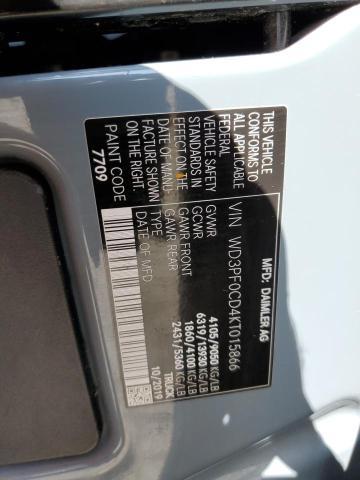 MFD. BY DAIMLER AG
VIN WD3PF0CD4KT015866
THIS VEHICLE
CONFORMS TO
ALL APPLICABLE
FEDERAL
VEHICLE SAFETY
STANDARDS IN
EFFECT ON THE
DATE OF MANU-
FACTURE SHOWN
ON THE RIGHT.
PAINT CODE
7709
GVWR 4105/9050 KG/LB
GCWR 6319/13930 KG/LB
GAWR FRONT 1860/4100 KG/LB
GAWR REAR 2431/5360 KG/LB
TYPE TRUCK
DATE OF MFD. 10/2019